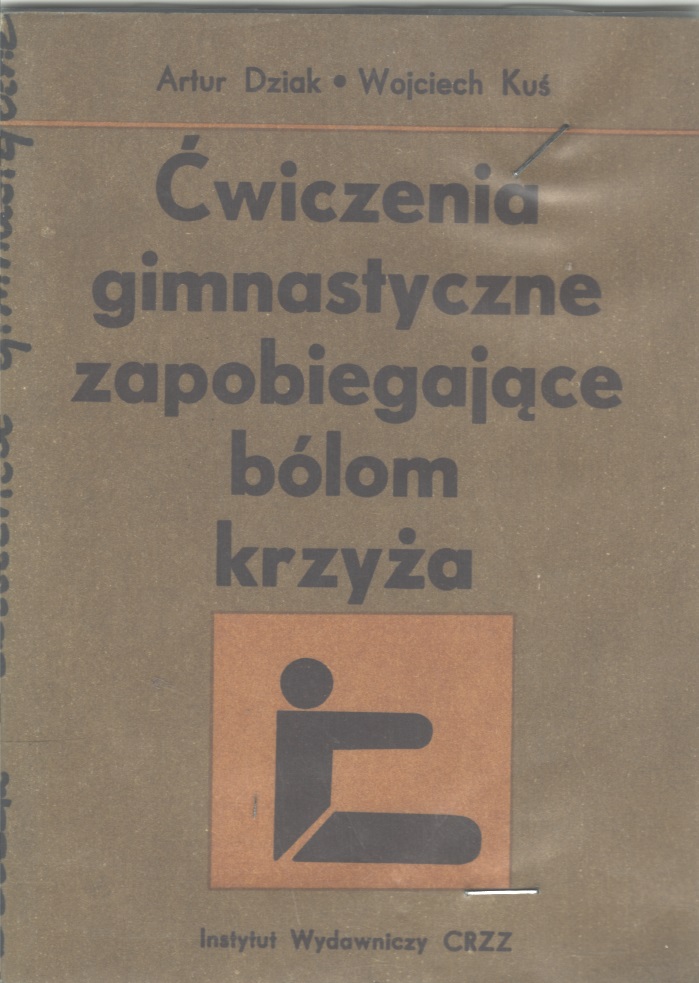 Artur Dziak • Wojciech Kuś
Ćwiczenia
gimnastyczne
zapobiegające
bólom
krzyża
Instytut Wydawniczy CRZZ